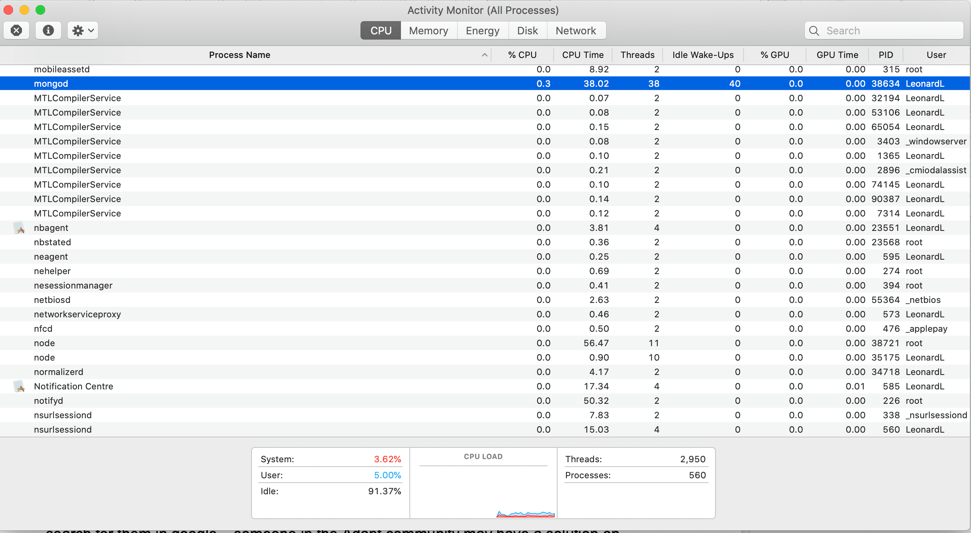 Activity Monitor (All Processes)
CPU Memory Energy Disk Network Search
Process Name % CPU CPU Time Threads Idle Wake-Ups % GPU GPU Time PID User
mobileassetd 0.0 8.92 2 0 0.0 0.00 315 root
mongod 0.3 38.02 38 40 0.0 0.00 38634 LeonardL
MTLCompilerService 0.0 0.07 2 0 0.0 0.00 32194 LeonardL
MTLCompilerService 0.0 0.08 2 0 0.0 0.00 53106 LeonardL
MTLCompilerService 0.0 0.15 2 0 0.0 0.00 65054 LeonardL
MTLCompilerService 0.0 0.08 2 0 0.0 0.00 3403 _windowserver
MTLCompilerService 0.0 0.10 2 0 0.0 0.00 1365 LeonardL
MTLCompilerService 0.0 0.21 2 0 0.0 0.00 2896 _cmiodalassist
MTLCompilerService 0.0 0.10 2 0 0.0 0.00 74145 LeonardL
MTLCompilerService 0.0 0.14 2 0 0.0 0.00 90387 LeonardL
MTLCompilerService 0.0 0.12 2 0 0.0 0.00 7314 LeonardL
nbagent 0.0 3.81 4 0 0.0 0.00 23551 LeonardL
nbstated 0.0 0.36 2 0 0.0 0.00 23568 root
neagent 0.0 0.25 2 0 0.0 0.00 595 LeonardL
nehelper 0.0 0.69 2 0 0.0 0.00 274 root
nesessionmanager 0.0 0.41 2 0 0.0 0.00 394 root
netbiosd 0.0 2.63 2 0 0.0 0.00 55364 _netbios
networkserviceproxy 0.0 0.46 2 0 0.0 0.00 573 LeonardL
nfcd 0.0 0.50 2 0 0.0 0.00 476 _applepay
node 0.0 56.47 11 0 0.0 0.00 38721 root
node 0.0 0.90 10 0 0.0 0.00 35175 LeonardL
normalizerd 0.0 4.17 2 0 0.0 0.00 34718 LeonardL
Notification Centre 0.0 17.34 4 0 0.0 0.01 585 LeonardL
notifyd 0.0 50.32 2 0 0.0 0.00 226 root
nsurlsessiond 0.0 7.83 2 0 0.0 0.00 338 _nsurlsessiond
nsurlsessiond 0.0 15.03 4 0 0.0 0.00 560 LeonardL
System: 3.62% CPU LOAD Threads: 2,950
User: 5.00% Processes: 560
Idle: 91.37%